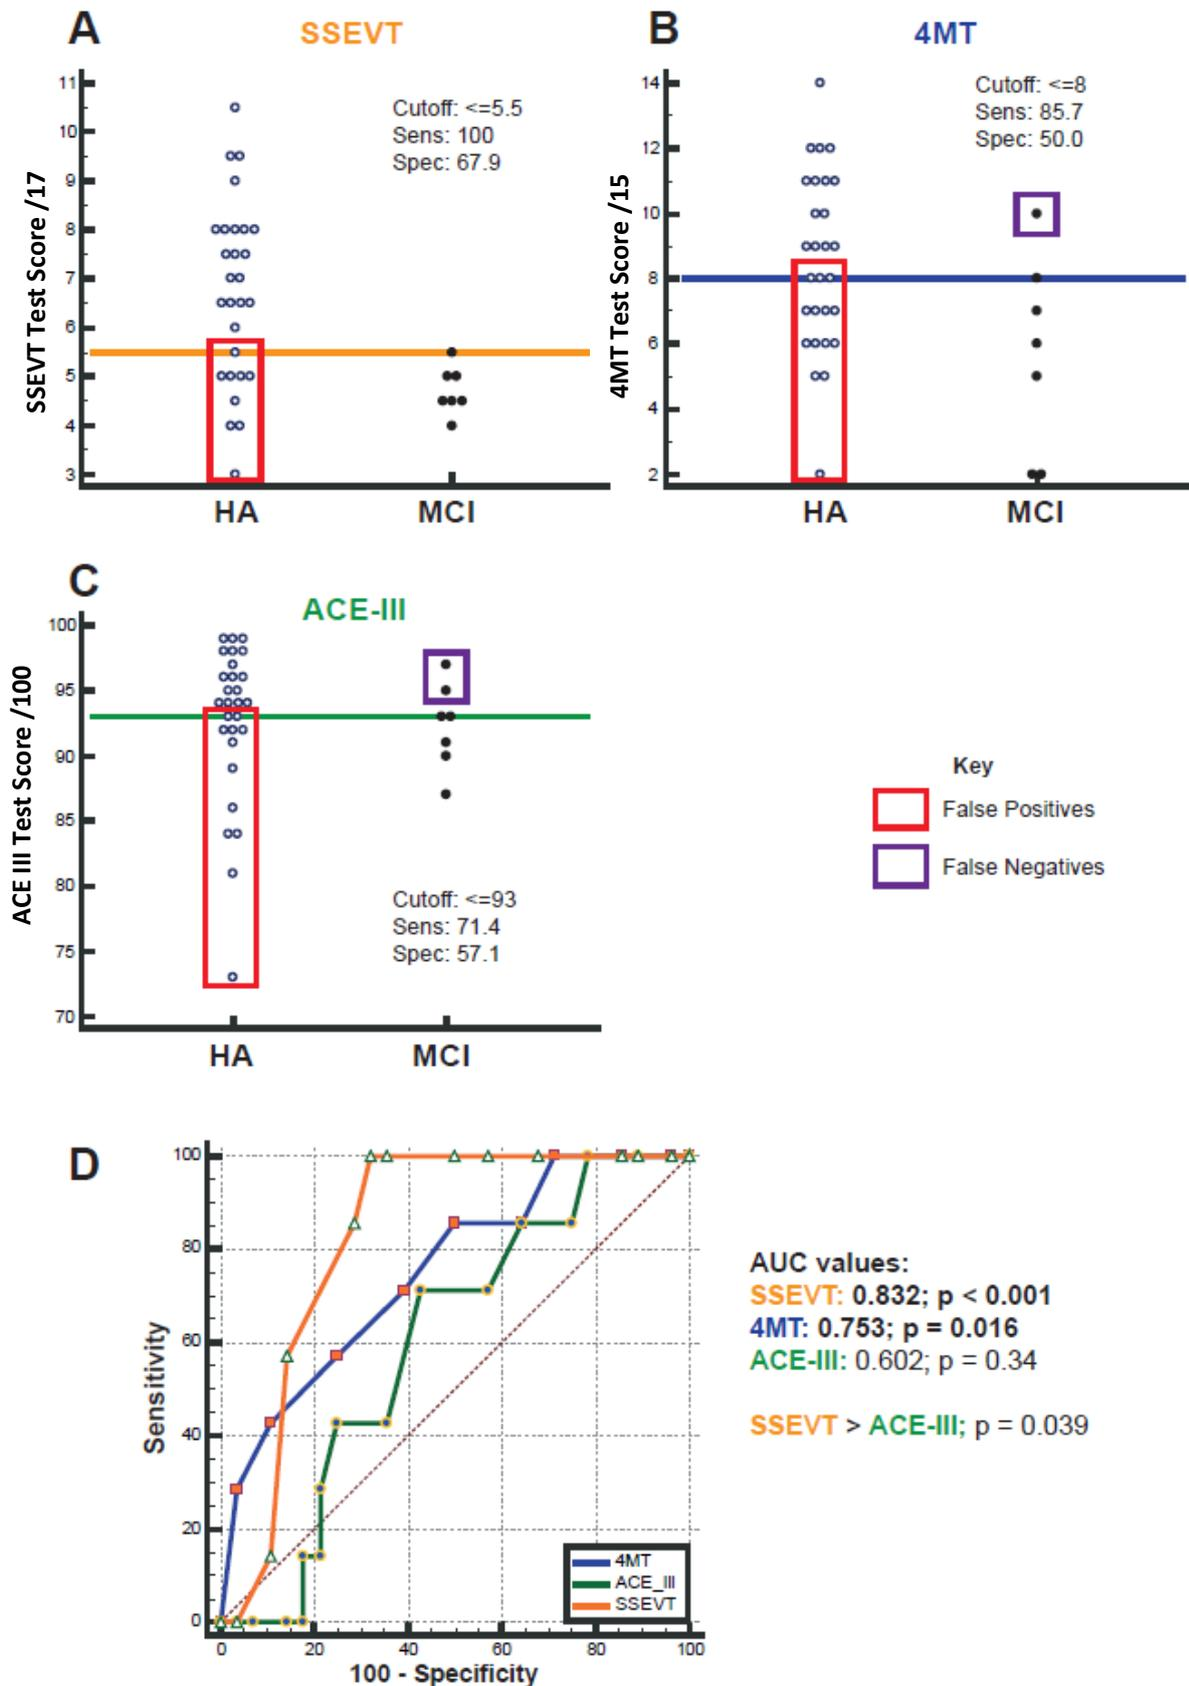 A
SSEVT
SSEVT Test Score /17
11
10
9
8
7
6
5
4
3
Cutoff: <=5.5
Sens: 100
Spec: 67.9
HA
MCI
B
4MT
4MT Test Score /15
14
12
10
8
6
4
2
Cutoff: <=8
Sens: 85.7
Spec: 50.0
HA
MCI
C
ACE-III
ACE III Test Score /100
100
95
90
85
80
75
70
Cutoff: <=93
Sens: 71.4
Spec: 57.1
HA
MCI
Key
False Positives
False Negatives
D
Sensitivity
100
80
60
40
20
0
0 20 40 60 80 100
100 - Specificity
4MT
ACE_III
SSEVT
AUC values:
SSEVT: 0.832; p < 0.001
4MT: 0.753; p = 0.016
ACE-III: 0.602; p = 0.34
SSEVT > ACE-III; p = 0.039